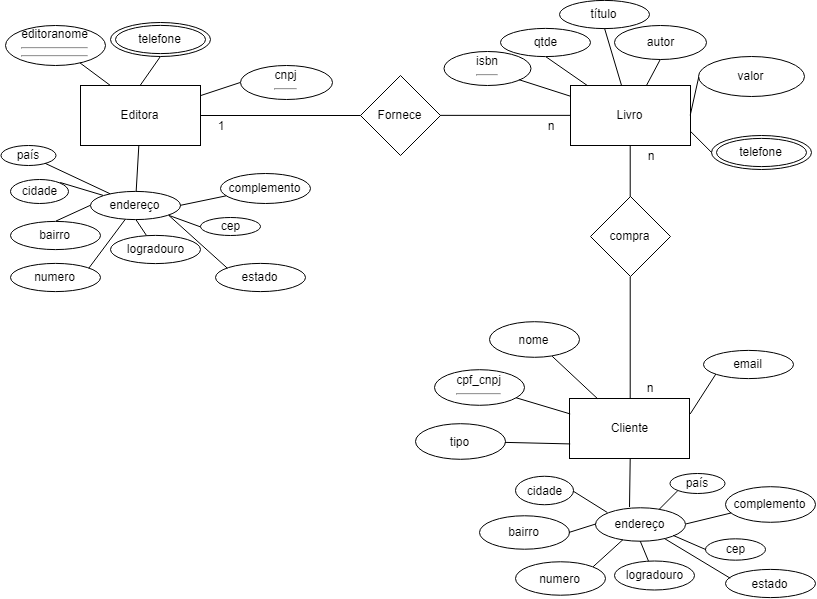 título
editoranome
telefone
qtde
autor
isbn
cnpj
valor
Editora
Fornece
Livro
1
n
n
telefone
país
cidade
endereço
complemento
bairro
cep
logradouro
numero
estado
compra
nome
email
cpf_cnpj
n
Cliente
tipo
cidade
país
complemento
bairro
endereço
cep
numero
logradouro
estado